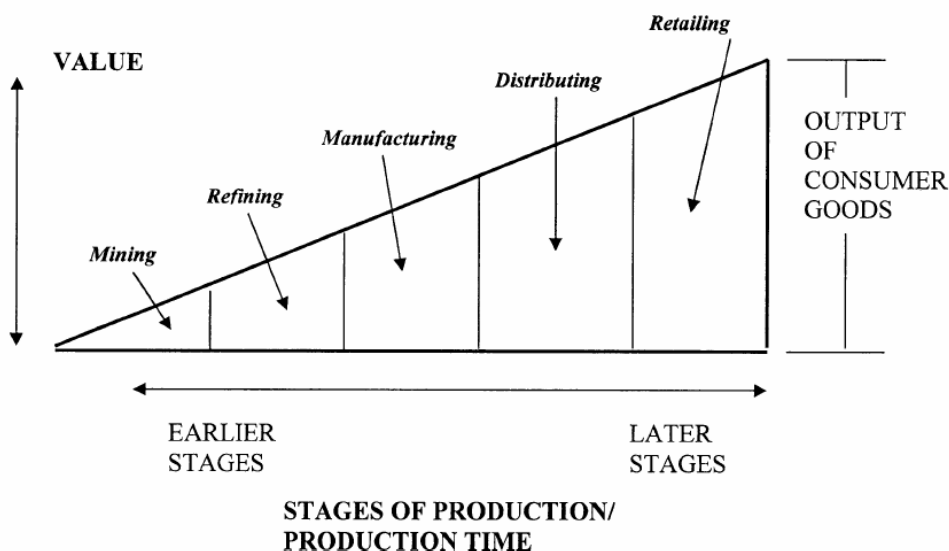 Retailing
VALUE
Distributing
Manufacturing
Refining
Mining
OUTPUT
OF
CONSUMER
GOODS
EARLIER
STAGES
LATER
STAGES
STAGES OF PRODUCTION/
PRODUCTION TIME